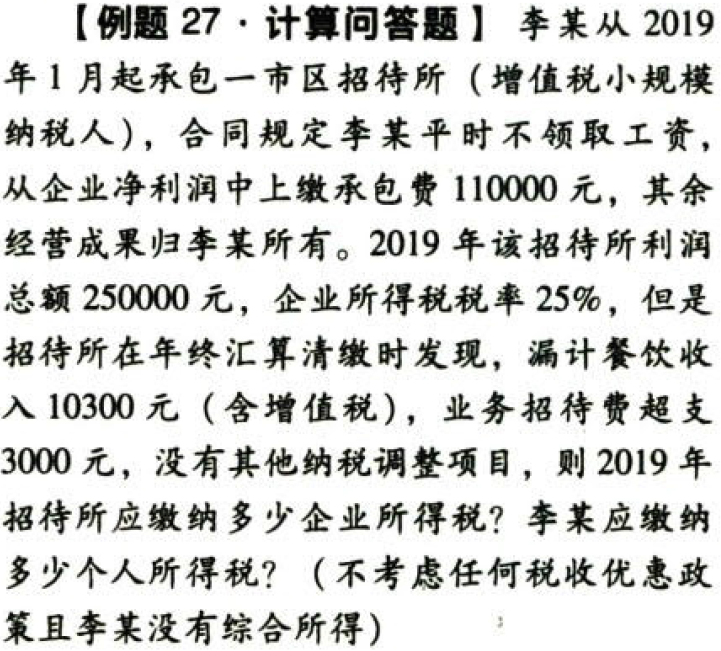 【例题 27·计算问答题】李某从 2019
年 1 月起承包一市区招待所（增值税小规模
纳税人），合同规定李某平时不领取工资，
从企业净利润中上缴承包费 110000 元，其余
经营成果归李某所有。2019 年该招待所利润
总额 250000 元，企业所得税税率 25%，但是
招待所在年终汇算清缴时发现，漏计餐饮收
入 10300 元（含增值税），业务招待费超支
3000 元，没有其他纳税调整项目，则 2019 年
招待所应缴纳多少企业所得税？李某应缴纳
多少个人所得税？（不考虑任何税收优惠政
策且李某没有综合所得）